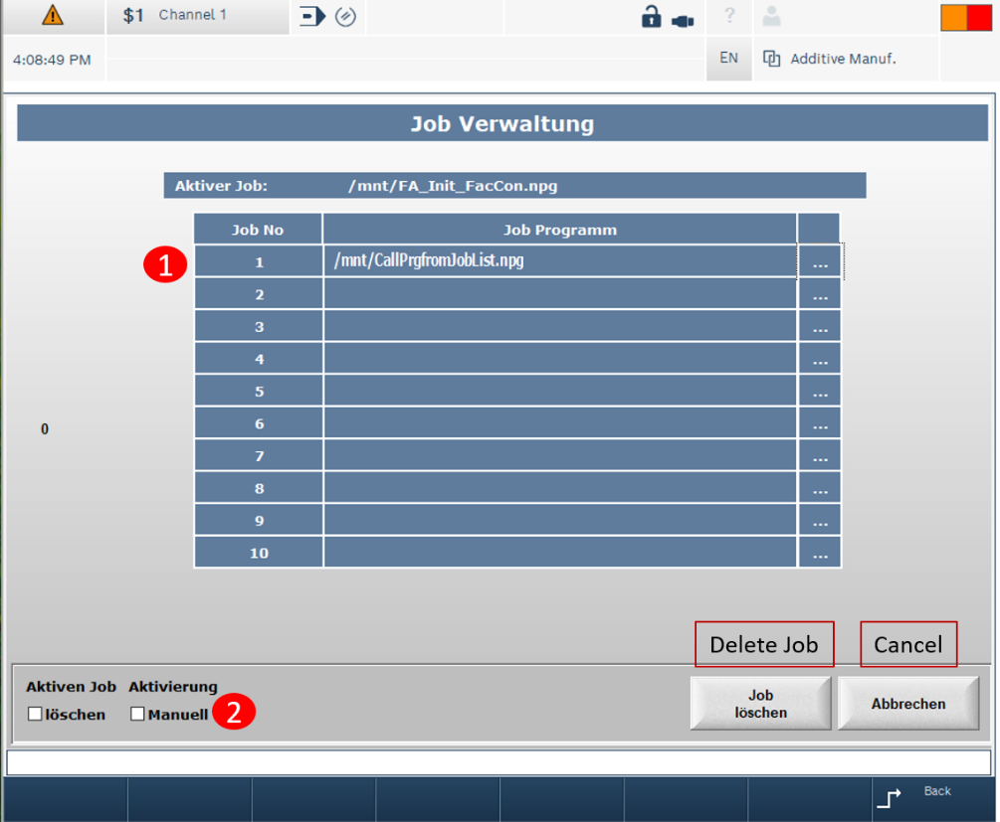 $1 Channel 1
?
4:08:49 PM
EN
Additive Manuf.
Job Verwaltung
Aktiver Job: /mnt/FA_Init_FacCon.npg
Job No Job Programm
1
1 /mnt/CallPrgfromJobList.npg ...
2 ...
3 ...
4 ...
5 ...
6 ...
0
7 ...
8 ...
9 ...
10 ...
Delete Job Cancel
Aktiven Job Aktivierung
löschen Manuell 2
Job
löschen
Abbrechen
Back